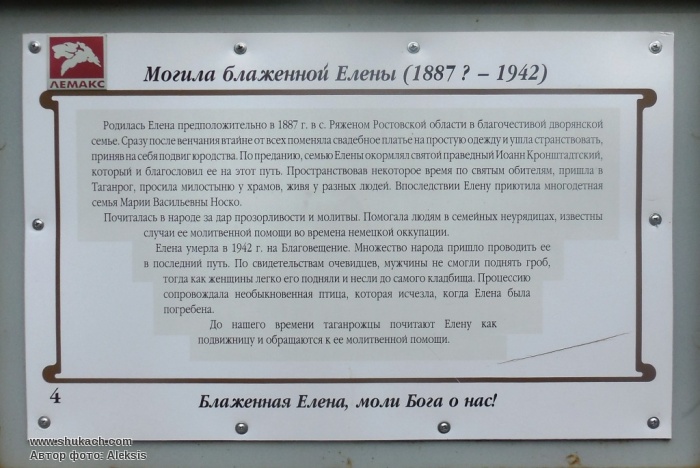 ЛЕМАКС
Могила блаженной Елены (1887 ? – 1942)
Родилась Елена предположительно в 1887 г. в с. Ряженом Ростовской области в благочестивой дворянской
семье. Сразу после венчания втайне от всех поменяла свадебное платье на простую одежду и ушла странствовать,
приняв на себя подвиг юродства. По преданию, семью Елены окормлял святой праведный Иоанн Кронштадтский,
который и благословил ее на этот путь. Пространствовав некоторое время по святым обителям, пришла в
Таганрог, просила милостыню у храмов, живя у разных людей. Впоследствии Елену приютила многодетная
семья Марии Васильевны Носко.
Почиталась в народе за дар прозорливости и молитвы. Помогала людям в семейных неурядицах, известны
случаи ее молитвенной помощи во времена немецкой оккупации.
Елена умерла в 1942 г. на Благовещение. Множество народа пришло проводить ее
в последний путь. По свидетельствам очевидцев, мужчины не смогли поднять гроб,
тогда как женщины легко его подняли и несли до самого кладбища. Процессию
сопровождала необыкновенная птица, которая исчезла, когда Елена была
погребена.
До нашего времени таганрожцы почитают Елену как
подвижницу и обращаются к ее молитвенной помощи.
4
Блаженная Елена, моли Бога о нас!
www.shukach.com
Автор фото: Aleksis